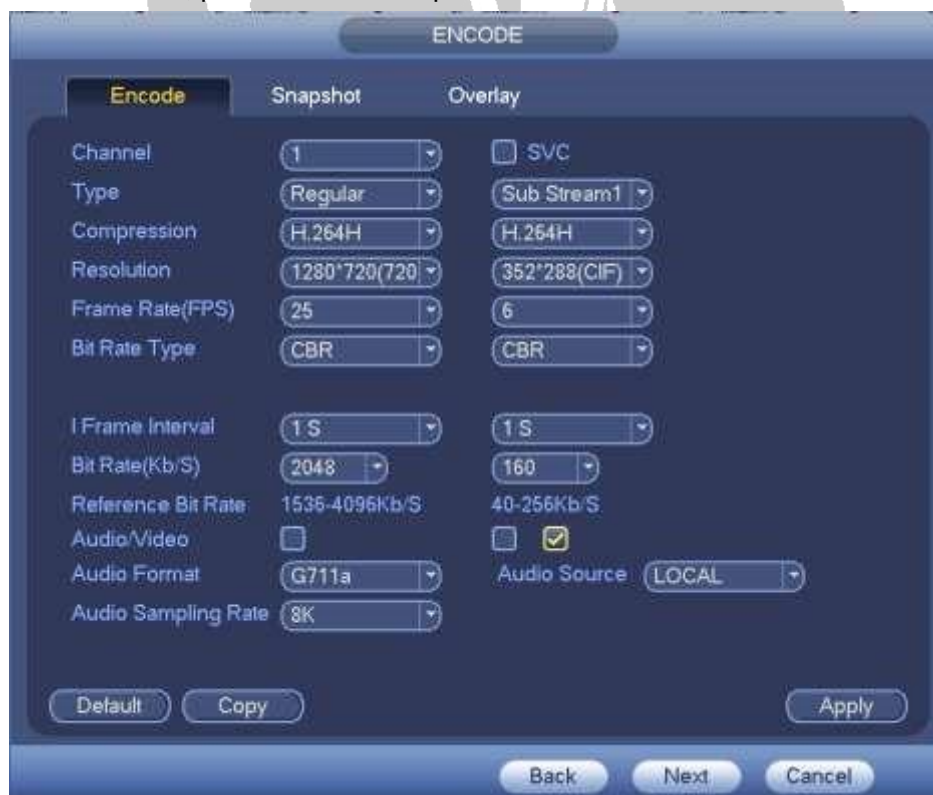 ENCODE
Encode Snapshot Overlay
Channel 1 SVC
Type Regular Sub Stream1
Compression H.264H H.264H
Resolution 1280*720(720 352*288(CIF)
Frame Rate(FPS) 25 6
Bit Rate Type CBR CBR
I Frame Interval 1 S 1 S
Bit Rate(Kb/S) 2048 160
Reference Bit Rate 1536-4096Kb/S 40-256Kb/S
Audio/Video
Audio Format G711a Audio Source LOCAL
Audio Sampling Rate 8K
Default Copy Apply
Back Next Cancel